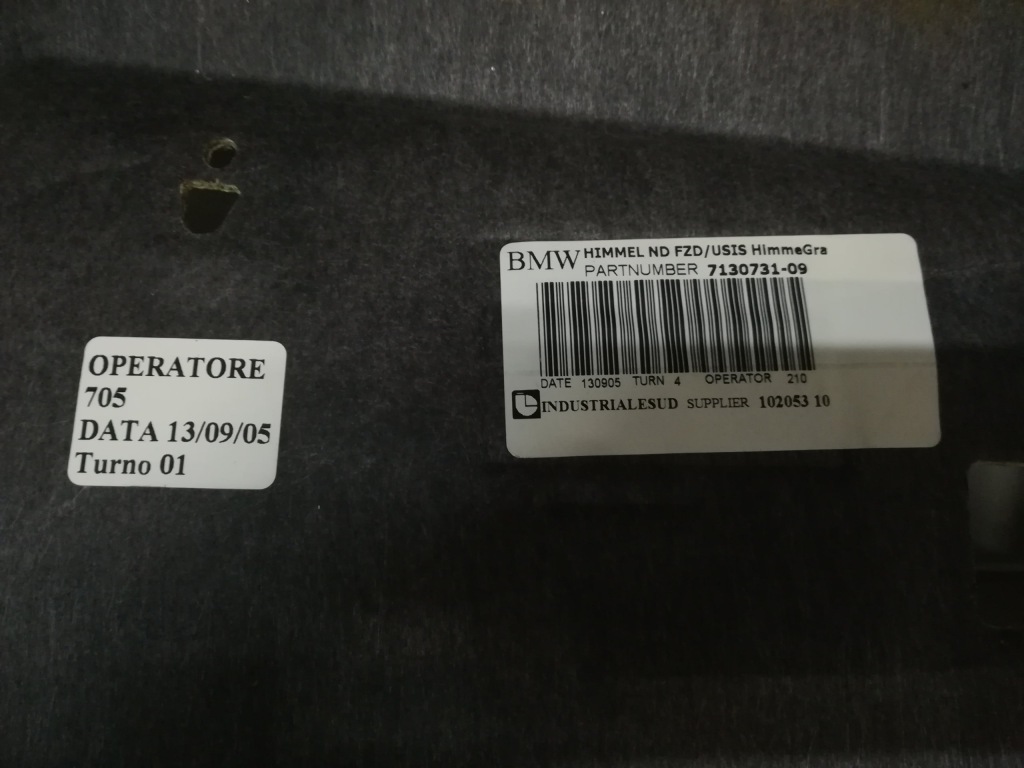 OPERATORE
705
DATA 13/09/05
Turno 01
BMW HIMMEL ND FZD/USIS HimmeGra
PARTNUMBER 7130731-09
DATE 130905 TURN 4 OPERATOR 210
INDUSTRIALESUD SUPPLIER 102053 10